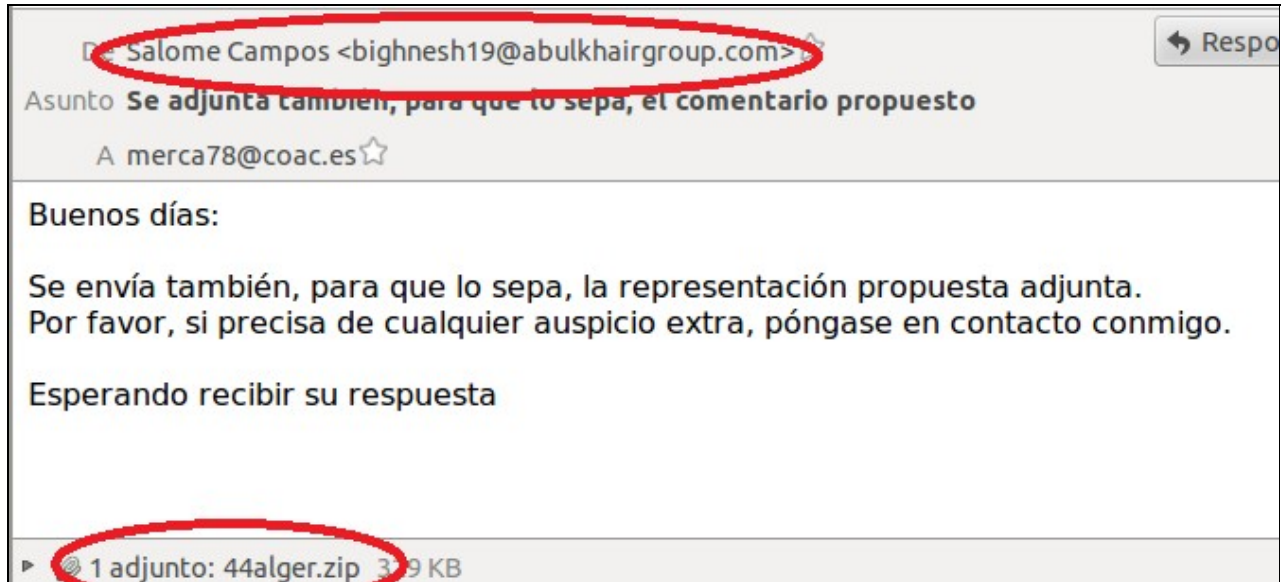 De Salome Campos <bighnesh19@abulkhairgroup.com>
Respo
Asunto Se adjunta también, para que lo sepa, el comentario propuesto
A merca78@coac.es
Buenos días:
Se envía también, para que lo sepa, la representación propuesta adjunta.
Por favor, si precisa de cualquier auspicio extra, póngase en contacto conmigo.
Esperando recibir su respuesta
1 adjunto: 44alger.zip KB